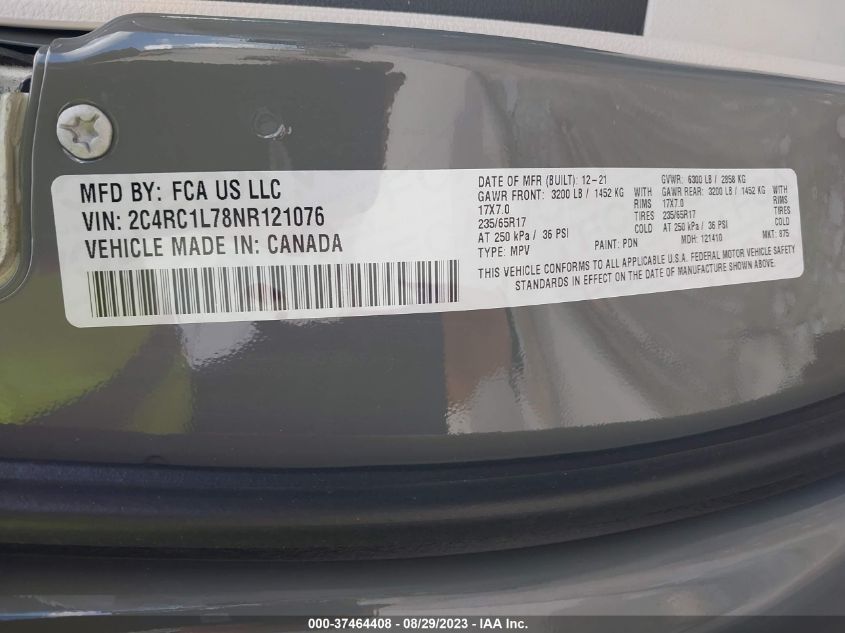 MFD BY: FCA US LLC
VIN: 2C4RC1L78NR121076
VEHICLE MADE IN: CANADA
DATE OF MFR (BUILT): 12-21 GVWR: 6300 LB / 2858 KG
GAWR FRONT: 3200 LB / 1452 KG WITH GAWR REAR: 3200 LB / 1452 KG WITH
17X7.0 RIMS 17X7.0 RIMS
235/65R17 TIRES 235/65R17 TIRES
AT 250 kPa / 36 PSI COLD AT 250 kPa / 36 PSI COLD
TYPE: MPV PAINT: PDN MDH: 121410 MKT: 875
THIS VEHICLE CONFORMS TO ALL APPLICABLE U.S.A. FEDERAL MOTOR VEHICLE SAFETY
STANDARDS IN EFFECT ON THE DATE OF MANUFACTURE SHOWN ABOVE.
000-37464408 - 08/29/2023 - IAA Inc.